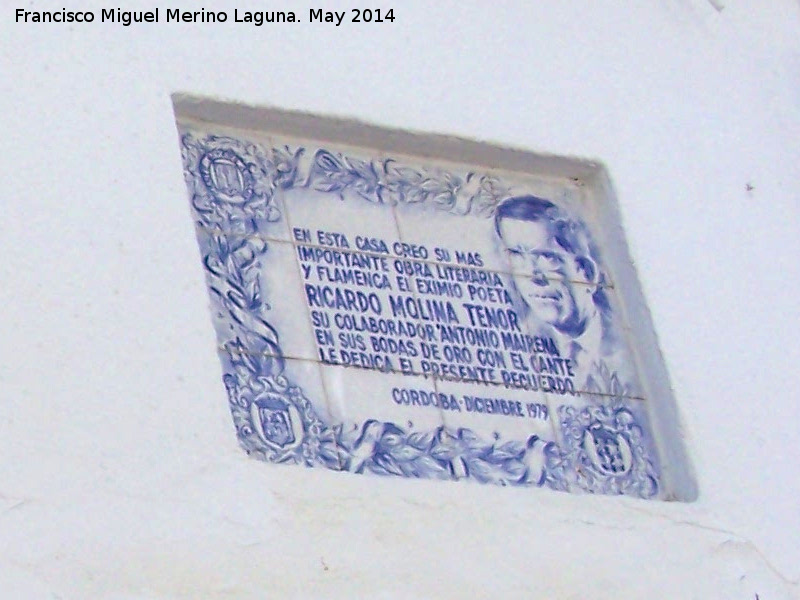 Francisco Miguel Merino Laguna. May 2014
EN ESTA CASA CREO SU MAS
IMPORTANTE OBRA LITERARIA
Y FLAMENCA EL EXIMIO POETA
RICARDO MOLINA TENOR
SU COLABORADOR ANTONIO MAIRENA
EN SUS BODAS DE ORO CON EL CANTE
LE DEDICA EL PRESENTE RECUERDO.
CORDOBA-DICIEMBRE 1979